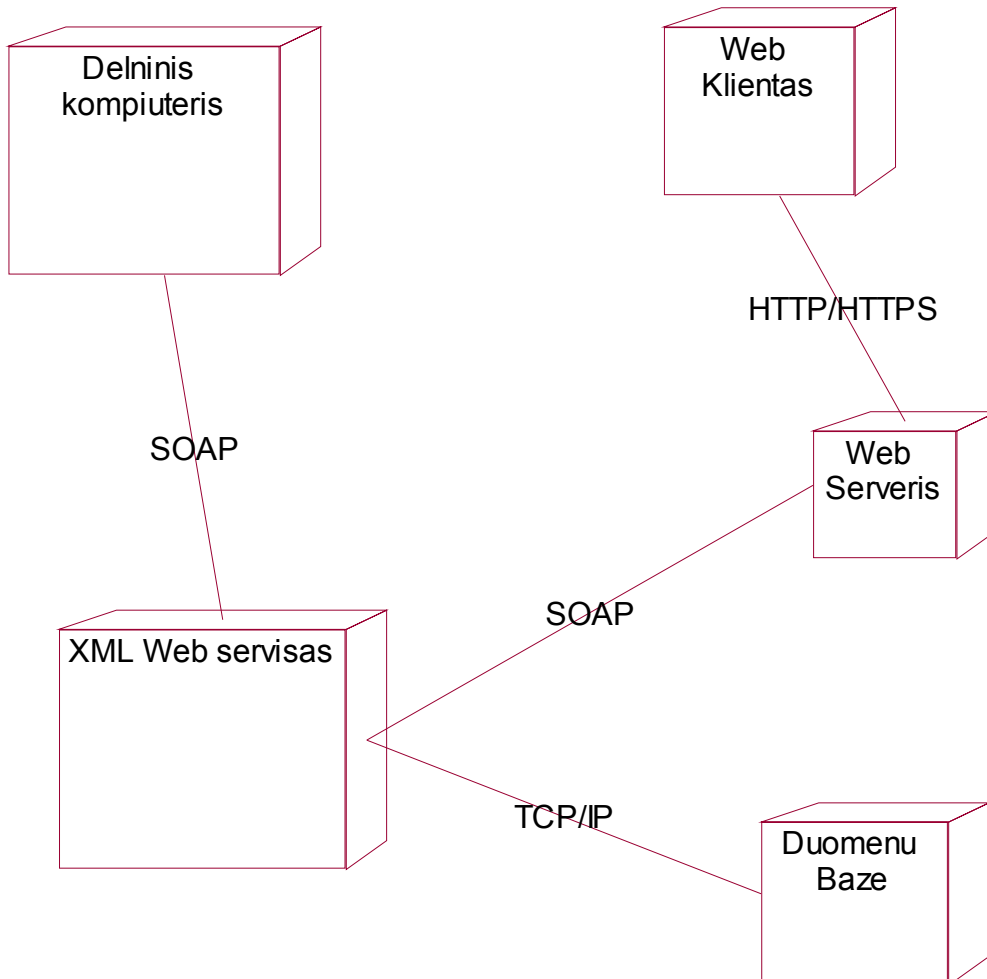 Delninis
kompiuteris
Web
Klientas
HTTP/HTTPS
SOAP
Web
Serveris
SOAP
XML Web servisas
TCP/IP
Duomenu
Baze